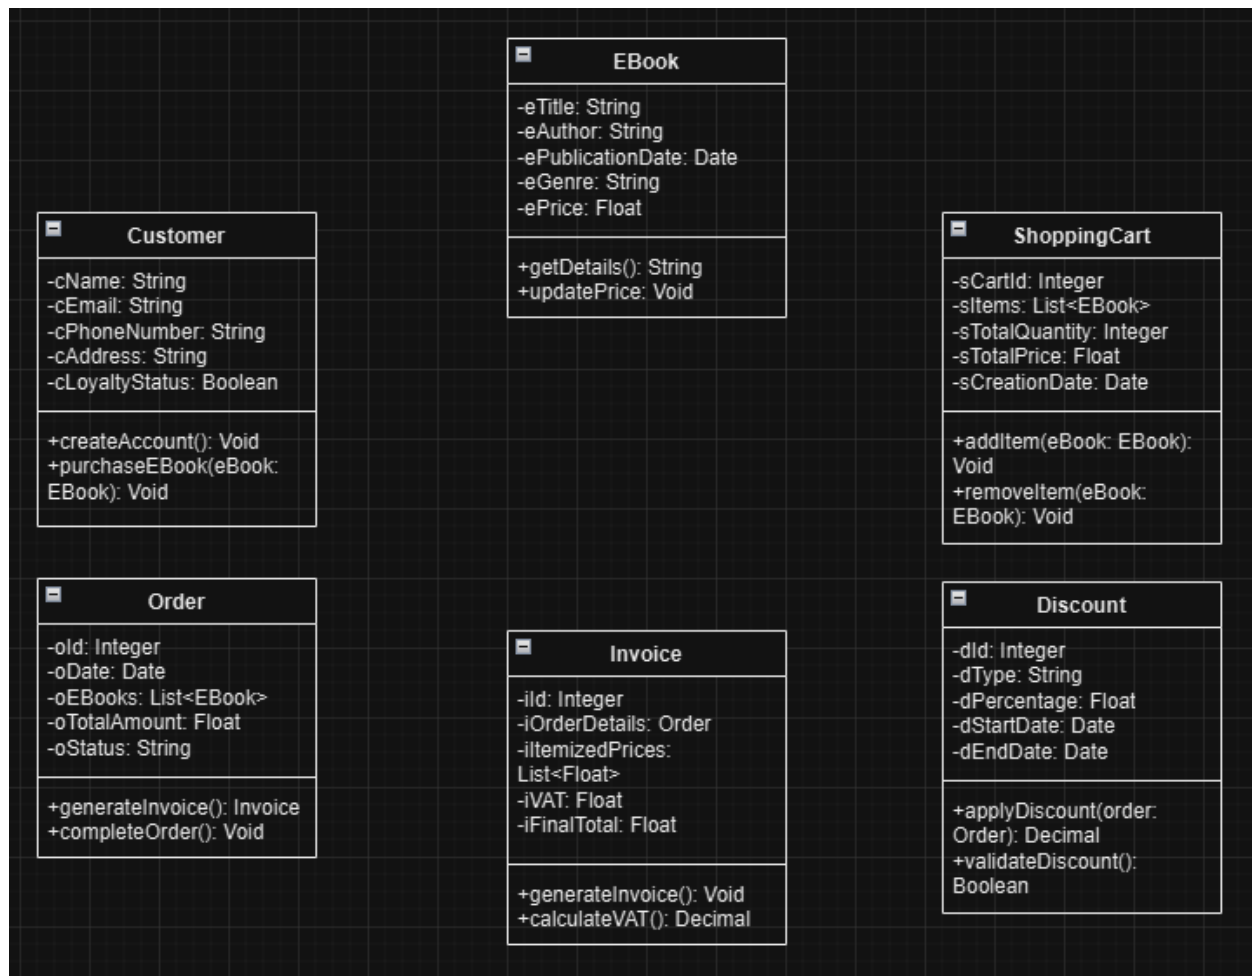 EBook
-eTitle: String
-eAuthor: String
-ePublicationDate: Date
-eGenre: String
-ePrice: Float
+getDetails(): String
+updatePrice: Void
Customer
-cName: String
-cEmail: String
-cPhoneNumber: String
-cAddress: String
-cLoyaltyStatus: Boolean
+createAccount(): Void
+purchaseEBook(eBook:
EBook): Void
ShoppingCart
-sCartId: Integer
-sItems: List<EBook>
-sTotalQuantity: Integer
-sTotalPrice: Float
-sCreationDate: Date
+addItem(eBook: EBook):
Void
+removeItem(eBook:
EBook): Void
Order
-oId: Integer
-oDate: Date
-oEBooks: List<EBook>
-oTotalAmount: Float
-oStatus: String
+generateInvoice(): Invoice
+completeOrder(): Void
Invoice
-iId: Integer
-iOrderDetails: Order
-iItemizedPrices:
List<Float>
-iVAT: Float
-iFinalTotal: Float
+generateInvoice(): Void
+calculateVAT(): Decimal
Discount
-dId: Integer
-dType: String
-dPercentage: Float
-dStartDate: Date
-dEndDate: Date
+applyDiscount(order:
Order): Decimal
+validateDiscount():
Boolean